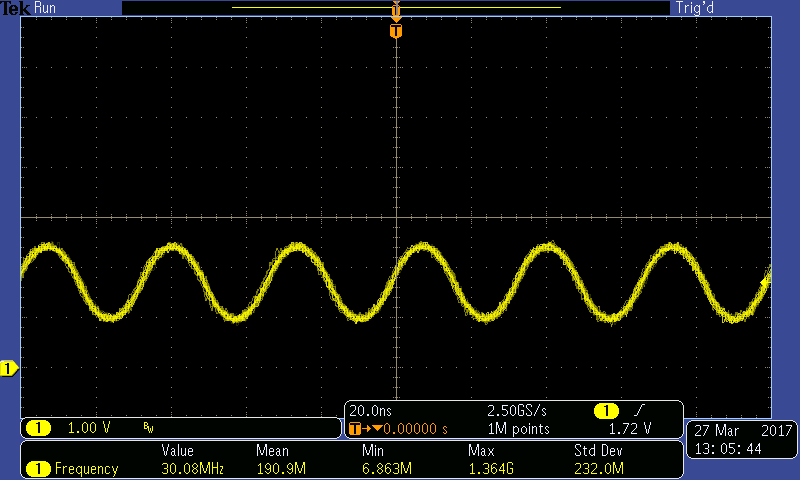 Tek Run Trig'd
T
T
1
20.0ns 2.50GS/s 1 
T 0.00000 s 1M points 1.72 V
1 1.00 V BW
27 Mar 2017
13:05:44
Value Mean Min Max Std Dev
1 Frequency 30.08MHz 190.9M 6.863M 1.364G 232.0M